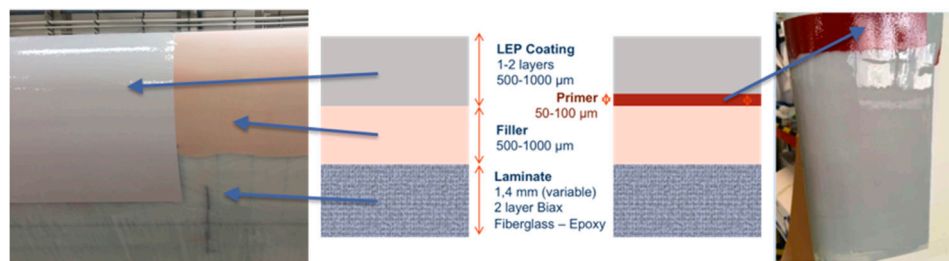 LEP Coating
1-2 layers
500-1000 µm
Primer
50-100 µm
Filler
500-1000 µm
Laminate
1,4 mm (variable)
2 layer Biax
Fiberglass – Epoxy